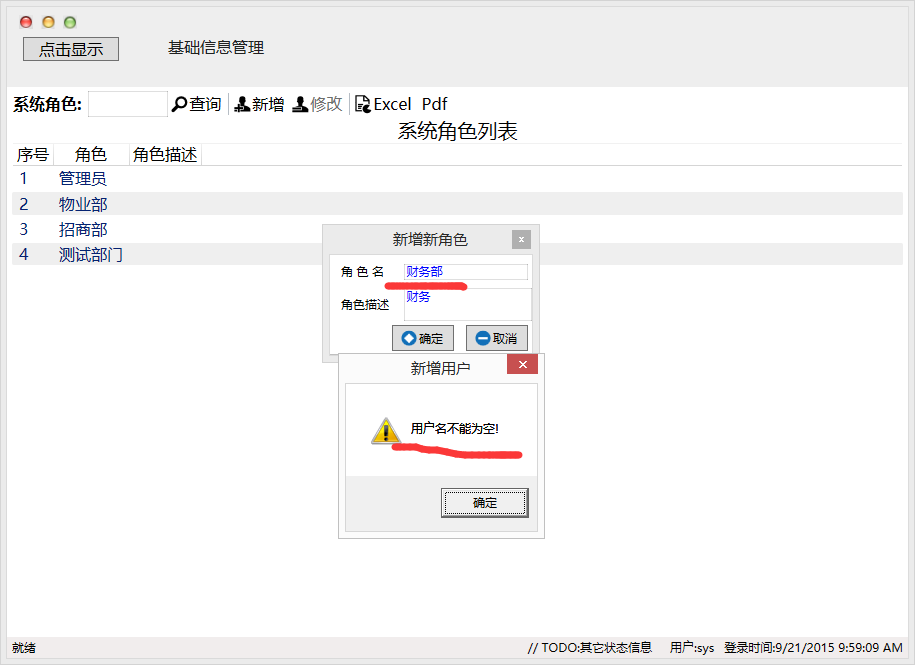 点击显示 基础信息管理
系统角色: 查询 新增 修改 Excel Pdf
系统角色列表
序号 角色 角色描述
1 管理员
2 物业部
3 招商部
4 测试部门
新增新角色
角 色 名 财务部
角色描述 财务
确定 取消
新增用户
用户名不能为空!
确定
就绪 // TODO:其它状态信息 用户:sys 登录时间:9/21/2015 9:59:09 AM